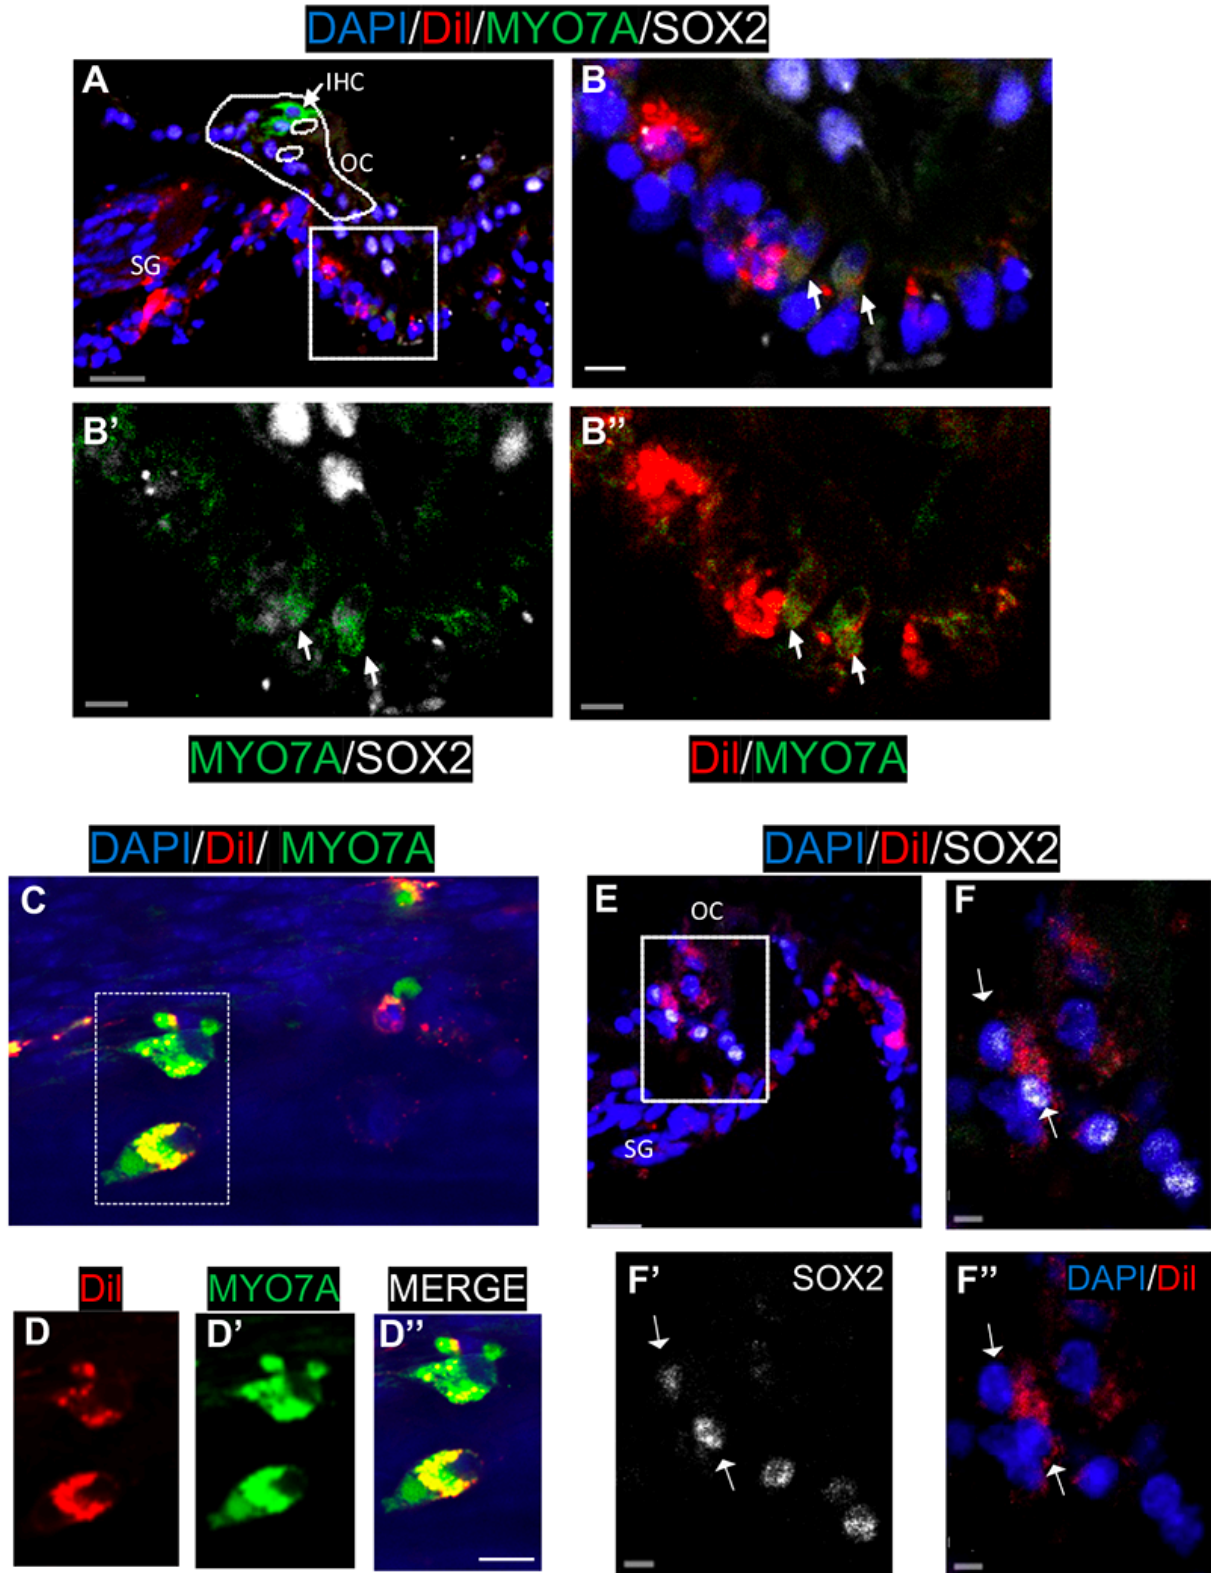 DAPI/DiI/MYO7A/SOX2
A
IHC
OC
SG
B
B’
B”
MYO7A/SOX2
DiI/MYO7A
DAPI/DiI/ MYO7A
DAPI/DiI/SOX2
C
E
OC
SG
F
DiI
MYO7A
MERGE
D
D’
D”
F’
SOX2
F”
DAPI/DiI